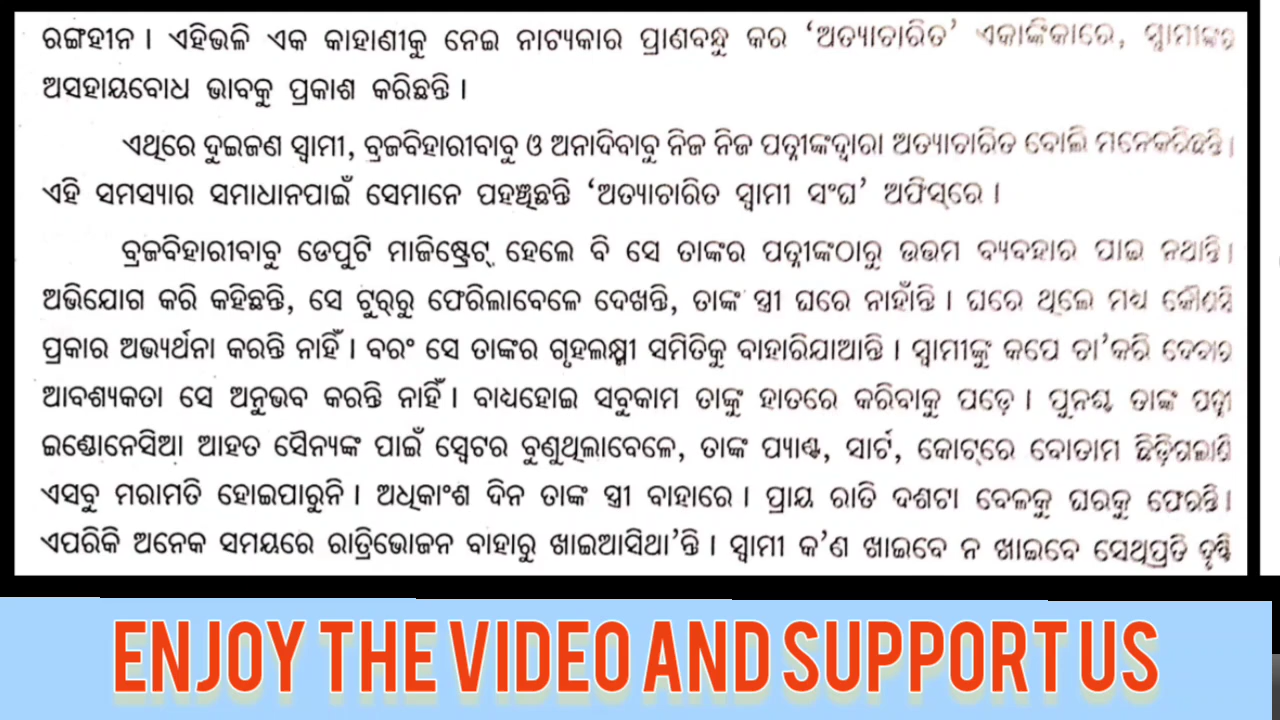 ରଙ୍ଗହୀନ । ଏହିଭଳି ଏକ କାହାଣୀକୁ ନେଇ ନାଟ୍ୟକାର ପ୍ରାଣବନ୍ଧୁ କର ‘ଅତ୍ୟାଚାରିତ’ ଏକାଙ୍କିକାରେ, ସ୍ୱାମୀଙ୍କର
ଅସହାୟବୋଧ ଭାବକୁ ପ୍ରକାଶ କରିଛନ୍ତି ।
ଏଥିରେ ଦୁଇଜଣ ସ୍ୱାମୀ, ବ୍ରଜବିହାରୀବାବୁ ଓ ଅନାଦିବାବୁ ନିଜ ନିଜ ପତ୍ନୀଙ୍କଦ୍ୱାରା ଅତ୍ୟାଚାରିତ ବୋଲି ମନେକରିଛନ୍ତି ।
ଏହି ସମସ୍ୟାର ସମାଧାନପାଇଁ ସେମାନେ ପହଞ୍ଚିଛନ୍ତି ‘ଅତ୍ୟାଚାରିତ ସ୍ୱାମୀ ସଂଘ’ ଅଫିସ୍‌ରେ ।
ବ୍ରଜବିହାରୀବାବୁ ଡେପୁଟି ମାଜିଷ୍ଟ୍ରେଟ୍ ହେଲେ ବି ସେ ତାଙ୍କର ପତ୍ନୀଙ୍କଠାରୁ ଉତ୍ତମ ବ୍ୟବହାର ପାଇ ନଥାନ୍ତି ।
ଅଭିଯୋଗ କରି କହିଛନ୍ତି, ସେ ଟୁର୍‌ରୁ ଫେରିଲାବେଳେ ଦେଖନ୍ତି, ତାଙ୍କ ସ୍ତ୍ରୀ ଘରେ ନାହାଁନ୍ତି । ଘରେ ଥିଲେ ମଧ୍ୟ କୌଣସି
ପ୍ରକାର ଅଭ୍ୟର୍ଥନା କରନ୍ତି ନାହିଁ । ବରଂ ସେ ତାଙ୍କର ଗୃହଲକ୍ଷ୍ମୀ ସମିତିକୁ ବାହାରିଯାଆନ୍ତି । ସ୍ୱାମୀଙ୍କୁ କପେ ଚା’କରି ଦେବାର
ଆବଶ୍ୟକତା ସେ ଅନୁଭବ କରନ୍ତି ନାହିଁ । ବାଧ୍ୟହୋଇ ସବୁକାମ ତାଙ୍କୁ ହାତରେ କରିବାକୁ ପଡ଼େ । ପୁନଶ୍ଚ ତାଙ୍କ ପତ୍ନୀ
ଇଣ୍ଡୋନେସିଆ ଆହତ ସୈନ୍ୟଙ୍କ ପାଇଁ ସ୍ୱେଟର ବୁଣୁଥିଲାବେଳେ, ତାଙ୍କ ପ୍ୟାଣ୍ଟ, ସାର୍ଟ, କୋଟ୍‌ରେ ବୋତାମ ଛିଡ଼ିଗଲାଣି
ଏସବୁ ମରାମତି ହୋଇପାରୁନି । ଅଧିକାଂଶ ଦିନ ତାଙ୍କ ସ୍ତ୍ରୀ ବାହାରେ । ପ୍ରାୟ ରାତି ଦଶଟା ବେଳକୁ ଘରକୁ ଫେରନ୍ତି ।
ଏପରିକି ଅନେକ ସମୟରେ ରାତ୍ରିଭୋଜନ ବାହାରୁ ଖାଇଆସିଥା’ନ୍ତି । ସ୍ୱାମୀ କ’ଣ ଖାଇବେ ନ ଖାଇବେ ସେଥିପ୍ରତି ଦୃଷ୍ଟି
ENJOY THE VIDEO AND SUPPORT US